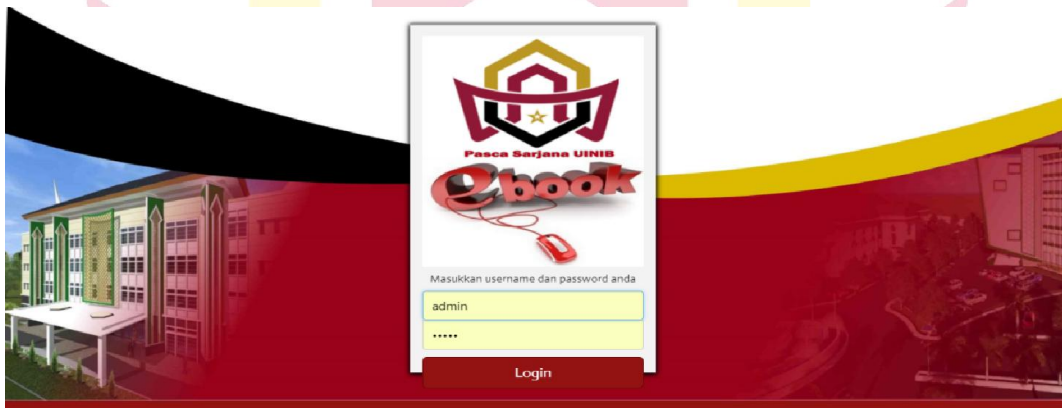 Pasca Sarjana UINIB
ebook
Masukkan username dan password anda
admin
•••••
Login